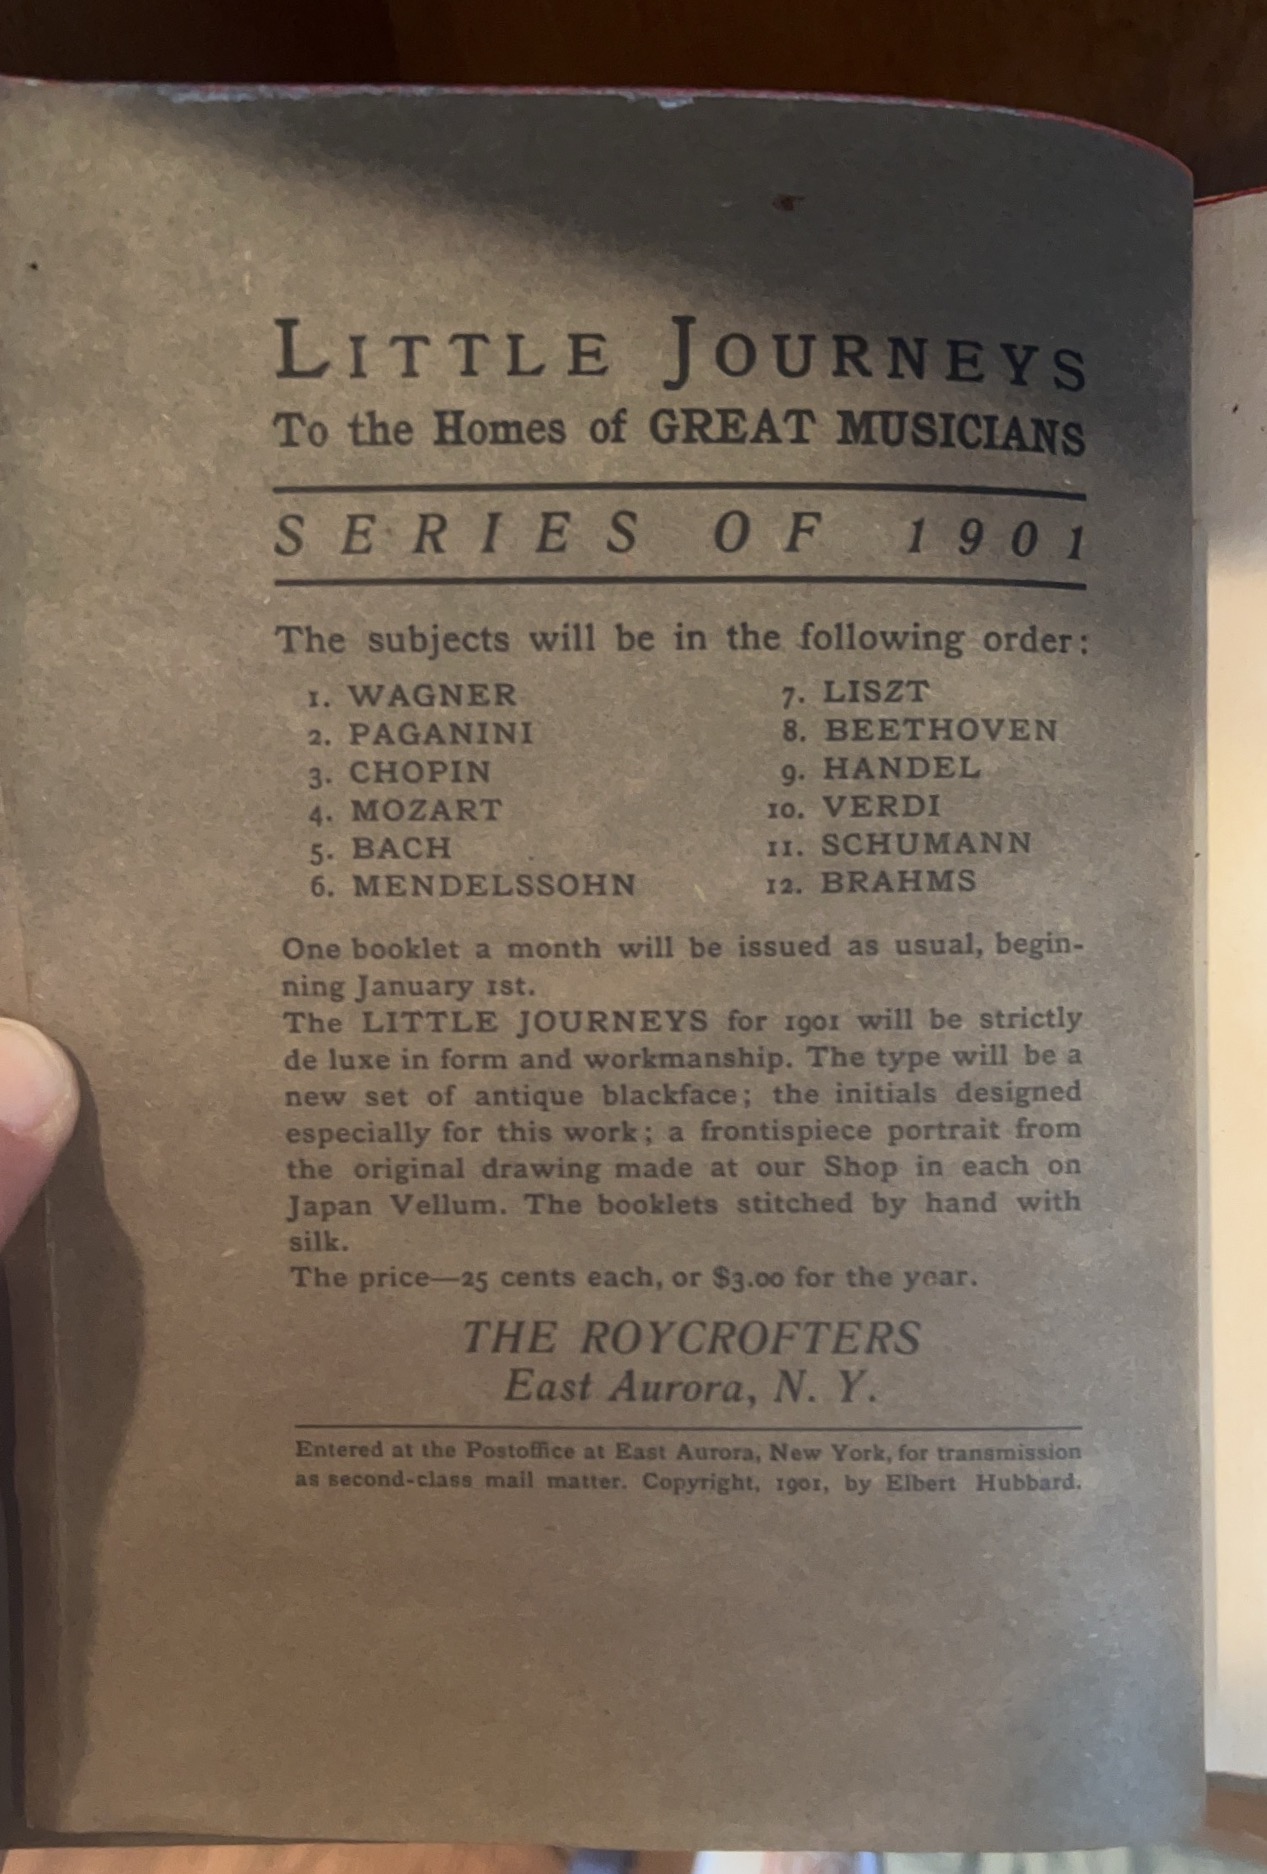 LITTLE JOURNEYS
To the Homes of GREAT MUSICIANS
SERIES OF 1901
The subjects will be in the following order:
1. WAGNER
2. PAGANINI
3. CHOPIN
4. MOZART
5. BACH
6. MENDELSSOHN
7. LISZT
8. BEETHOVEN
9. HANDEL
10. VERDI
11. SCHUMANN
12. BRAHMS
One booklet a month will be issued as usual, begin-
ning January 1st.
The LITTLE JOURNEYS for 1901 will be strictly
de luxe in form and workmanship. The type will be a
new set of antique blackface; the initials designed
especially for this work; a frontispiece portrait from
the original drawing made at our Shop in each on
Japan Vellum. The booklets stitched by hand with
silk.
The price—25 cents each, or $3.00 for the year.
THE ROYCROFTERS
East Aurora, N. Y.
Entered at the Postoffice at East Aurora, New York, for transmission
as second-class mail matter. Copyright, 1901, by Elbert Hubbard.